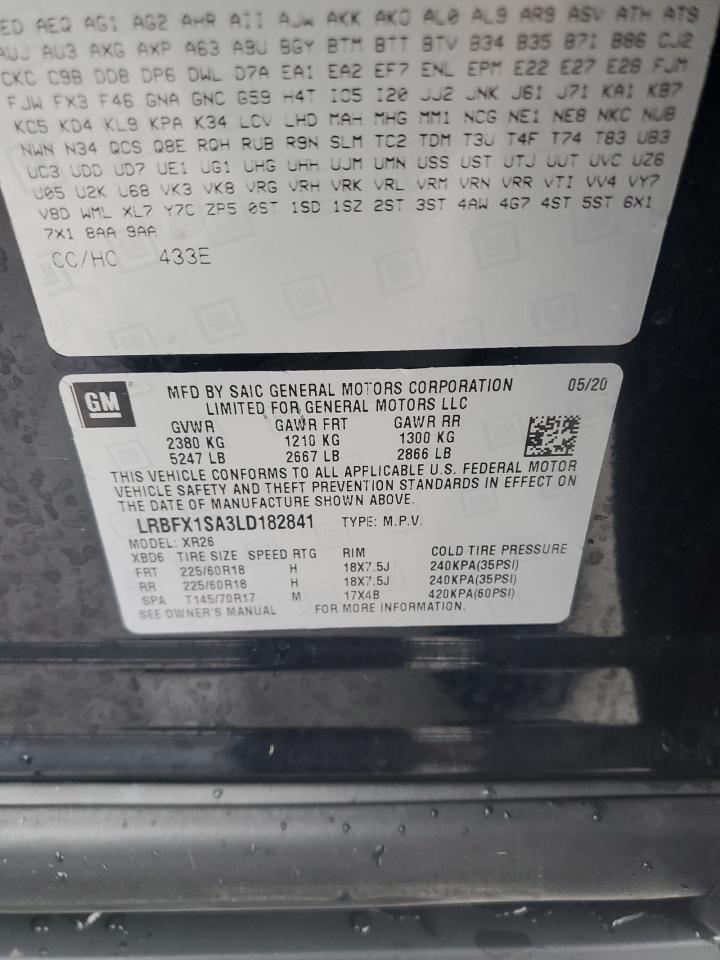 ED AEQ AG1 AG2 AHR AII AJW AKK AKO AL0 AL9 AR9 ASV ATH ATS
AUJ AU3 AXG AXP A63 A9U BGY BTM BTT BTV B34 B35 B71 B86 CJ2
CKC C9B DD8 DP6 DWL D7A EA1 EA2 EF7 ENL EPM E22 E27 E28 FJM
FJW FX3 F46 GNA GNC G59 H4T IC5 I20 JJ2 JNK J61 J71 KA1 KB7
KC5 KD4 KL9 KPA K34 LCV LHD MAH MHG MM1 NCG NE1 NE8 NKC NUB
NWN N34 QCS Q8E RQH RUB R9N SLM TC2 TDM T3U T4F T74 T83 UB3
UC3 UDD UD7 UE1 UG1 UHG UHH UJM UMN USS UST UTJ UUT UVC UZ6
U05 U2K U68 VK3 VK8 VRG VRH VRK VRL VRM VRN VRR VTI VV4 VY7
V8D WML XL7 Y7C ZP5 0ST 1SD 1SZ 2ST 3ST 4AW 4G7 4ST 5ST 6X1
7X1 8AA 9AA
CC/HC 433E
GM
MFD BY SAIC GENERAL MOTORS CORPORATION 05/20
LIMITED FOR GENERAL MOTORS LLC
GVWR GAWR FRT GAWR RR
2380 KG 1210 KG 1300 KG
5247 LB 2667 LB 2866 LB
THIS VEHICLE CONFORMS TO ALL APPLICABLE U.S. FEDERAL MOTOR
VEHICLE SAFETY AND THEFT PREVENTION STANDARDS IN EFFECT ON
THE DATE OF MANUFACTURE SHOWN ABOVE.
LRBFX1SA3LD182841 TYPE: M.P.V.
MODEL: XR26
XBD6 TIRE SIZE SPEED RTG RIM COLD TIRE PRESSURE
FRT 225/60R18 H 18X7.5J 240KPA(35PSI)
RR 225/60R18 H 18X7.5J 240KPA(35PSI)
SPA T145/70R17 M 17X4B 420KPA(60PSI)
SEE OWNER'S MANUAL FOR MORE INFORMATION.